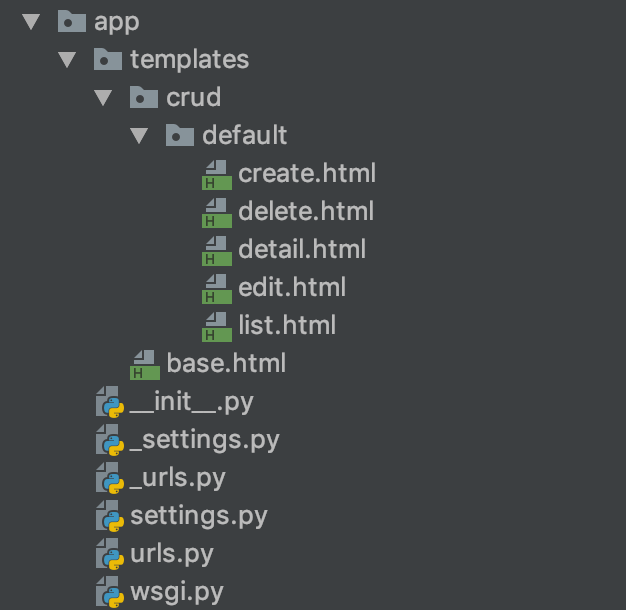 app
templates
crud
default
create.html
delete.html
detail.html
edit.html
list.html
base.html
__init__.py
_settings.py
_urls.py
settings.py
urls.py
wsgi.py